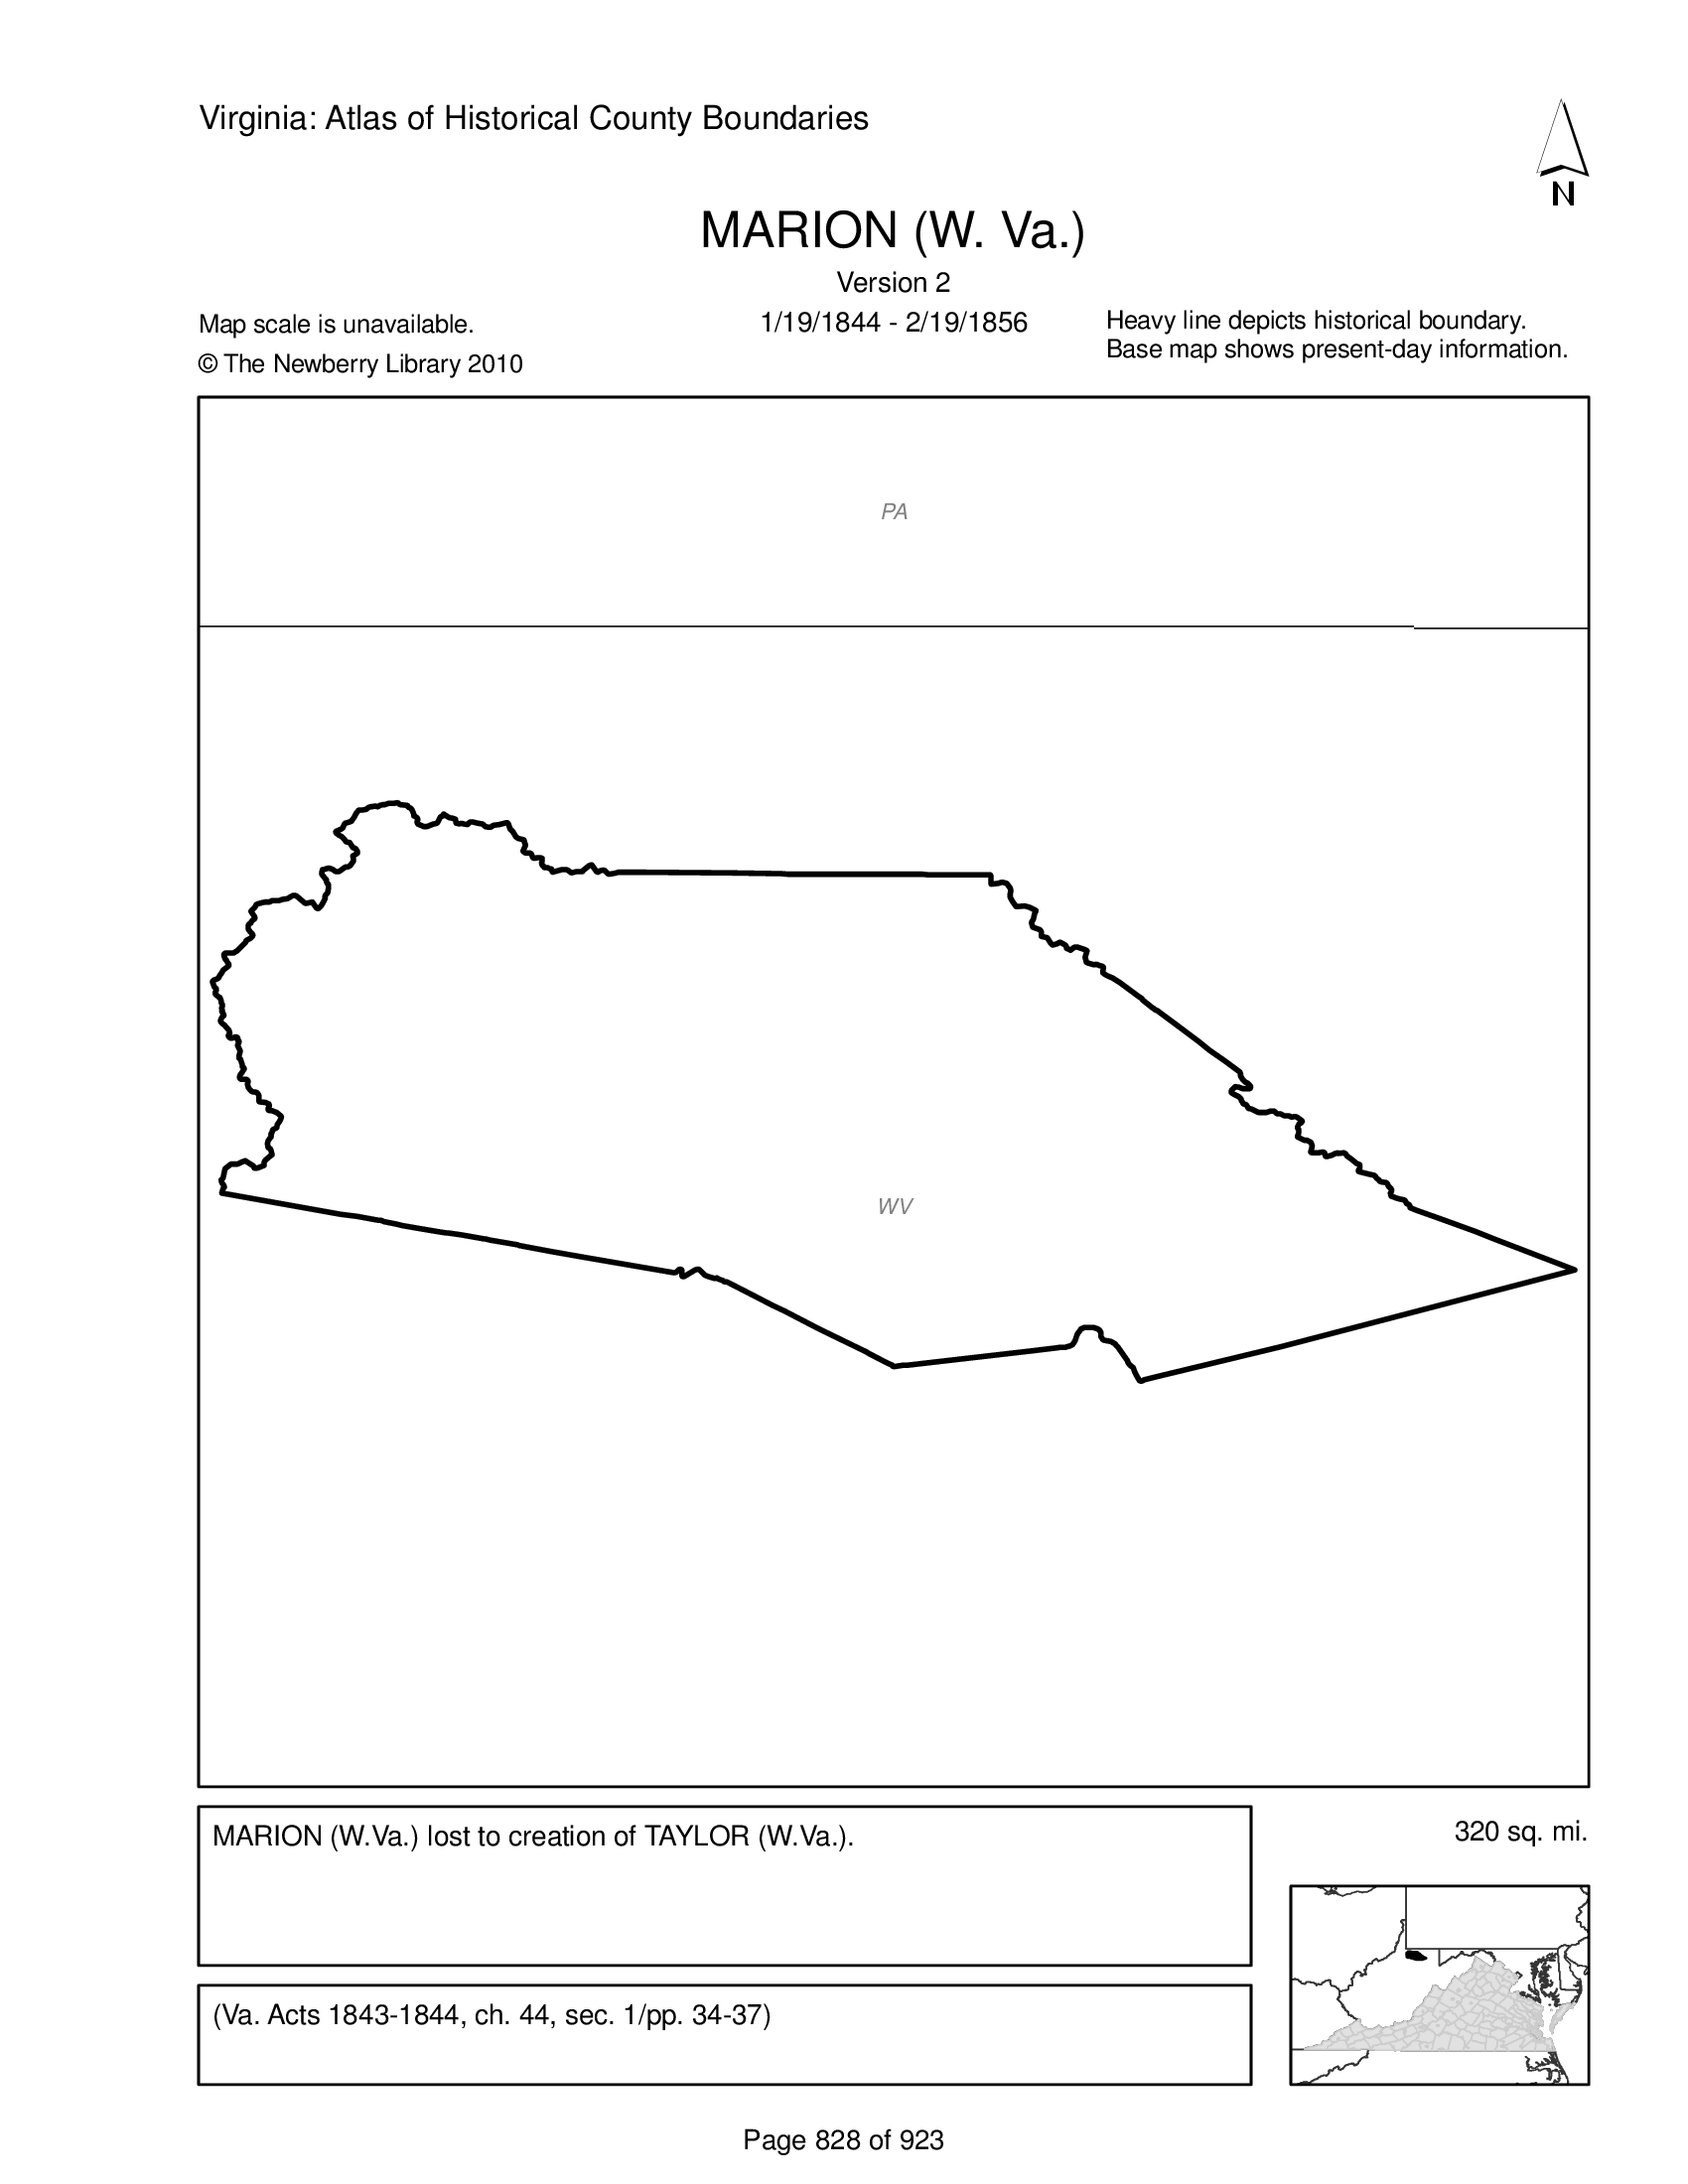 Virginia: Atlas of Historical County Boundaries
N
MARION (W. Va.)
Version 2
Map scale is unavailable.
1/19/1844 - 2/19/1856
Heavy line depicts historical boundary.
Base map shows present-day information.
© The Newberry Library 2010
PA
WV
MARION (W.Va.) lost to creation of TAYLOR (W.Va.).
320 sq. mi.
(Va. Acts 1843-1844, ch. 44, sec. 1/pp. 34-37)
Page 828 of 923